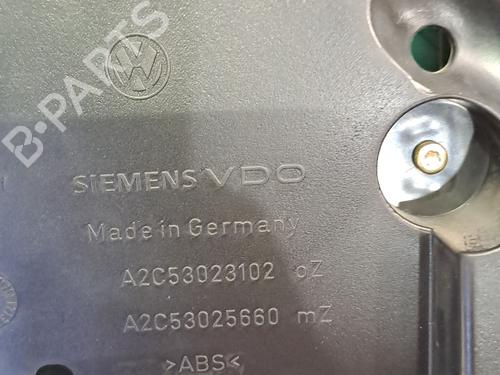 B-PARTS
SIEMENS VDO
Made in Germany
A2C53023102 oZ
A2C53025660 mZ
>ABS<